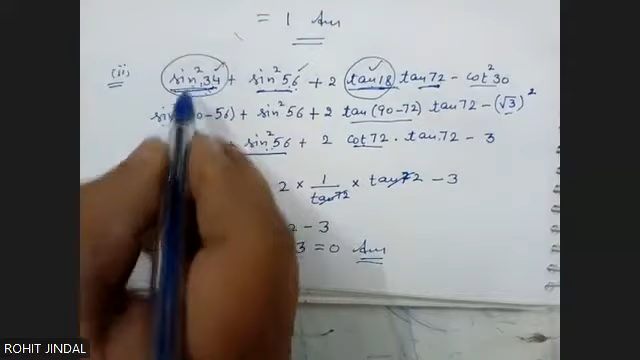 = 1 Ans
(ii) sin²34 + sin²56 + 2 tan18 tan72 - cot²30
sin²(90-56) + sin²56 + 2 tan(90-72) tan72 - (√3)²
+ sin²56 + 2 cot72 . tan72 - 3
2 × 1/tan72 × tan72 - 3
2 - 3
3 = 0 Ans
ROHIT JINDAL